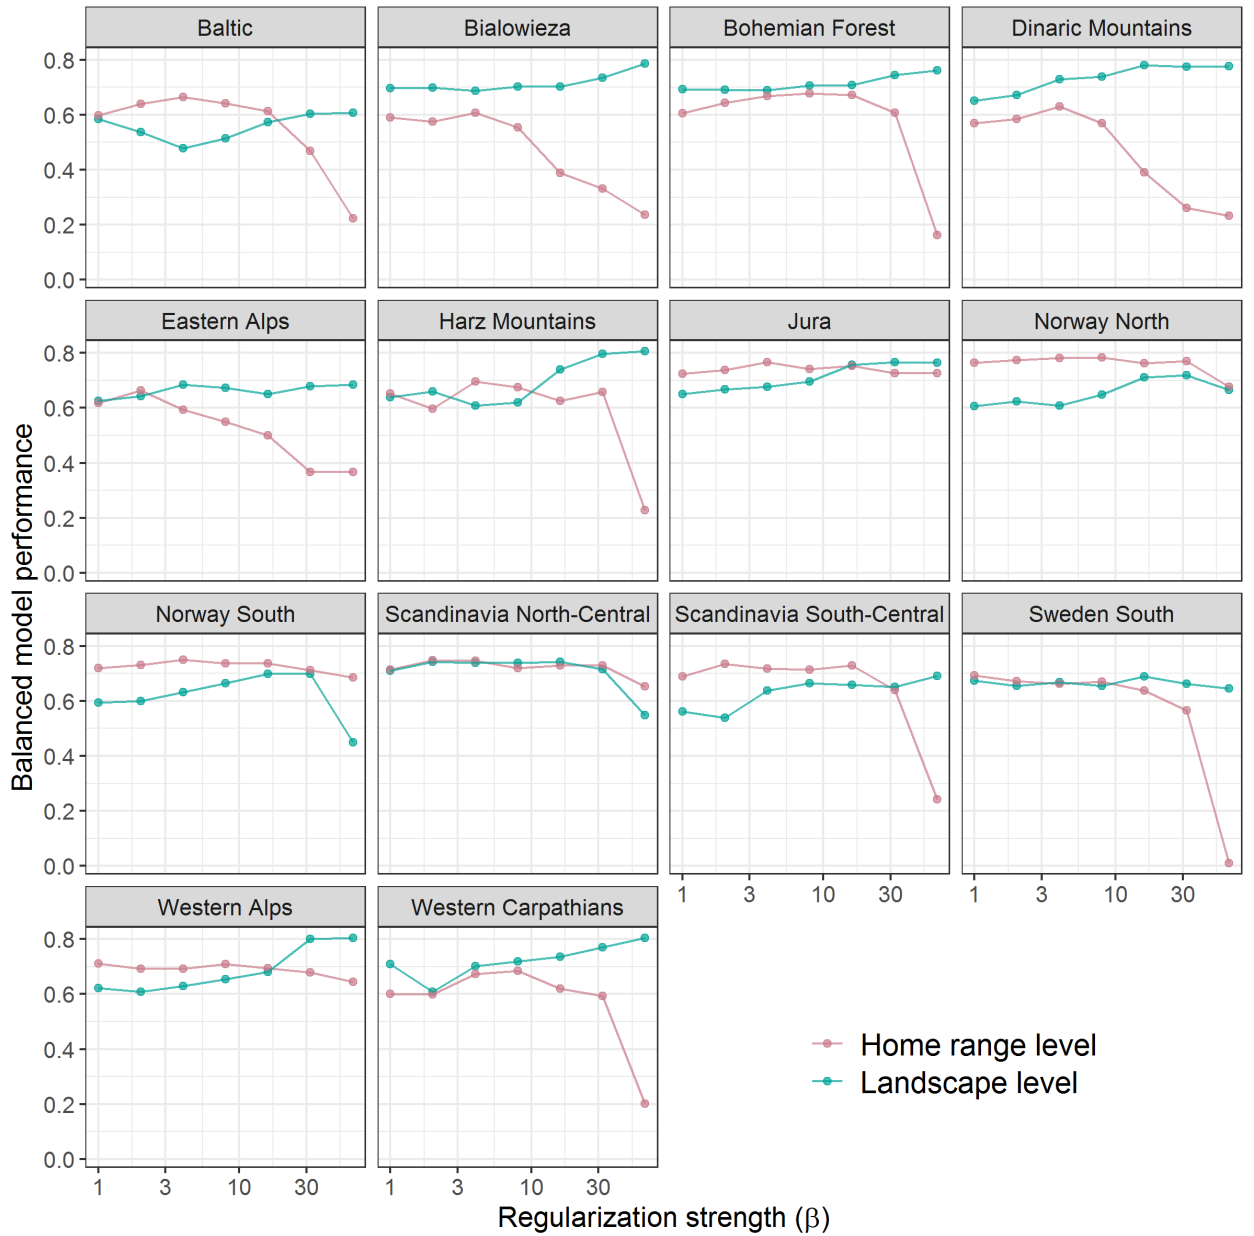 Baltic
Bialowieza
Bohemian Forest
Dinaric Mountains
0.8
0.6
0.4
0.2
0.0
Eastern Alps
Harz Mountains
Jura
Norway North
0.8
0.6
0.4
0.2
0.0
Norway South
Scandinavia North-Central
Scandinavia South-Central
Sweden South
0.8
0.6
0.4
0.2
0.0
1 3 10 30
1 3 10 30
Western Alps
Western Carpathians
0.8
0.6
0.4
0.2
0.0
1 3 10 30
1 3 10 30
Balanced model performance
Regularization strength (β)
Home range level
Landscape level